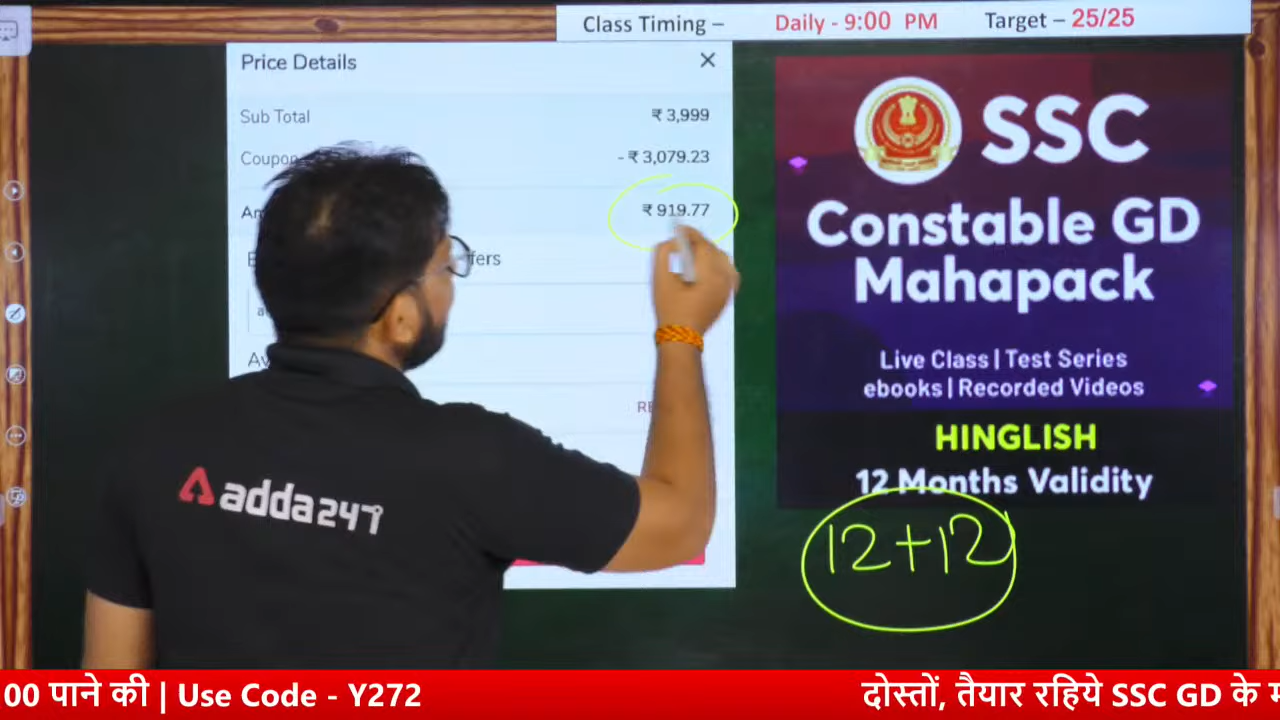 Class Timing – Daily - 9:00 PM Target – 25/25
Price Details
Sub Total ₹ 3,999
Coupon - ₹ 3,079.23
₹ 919.77
SSC
Constable GD
Mahapack
Live Class | Test Series
ebooks | Recorded Videos
HINGLISH
12 Months Validity
12+12
adda247
00 पाने की | Use Code - Y272
दोस्तों, तैयार रहिये SSC GD के